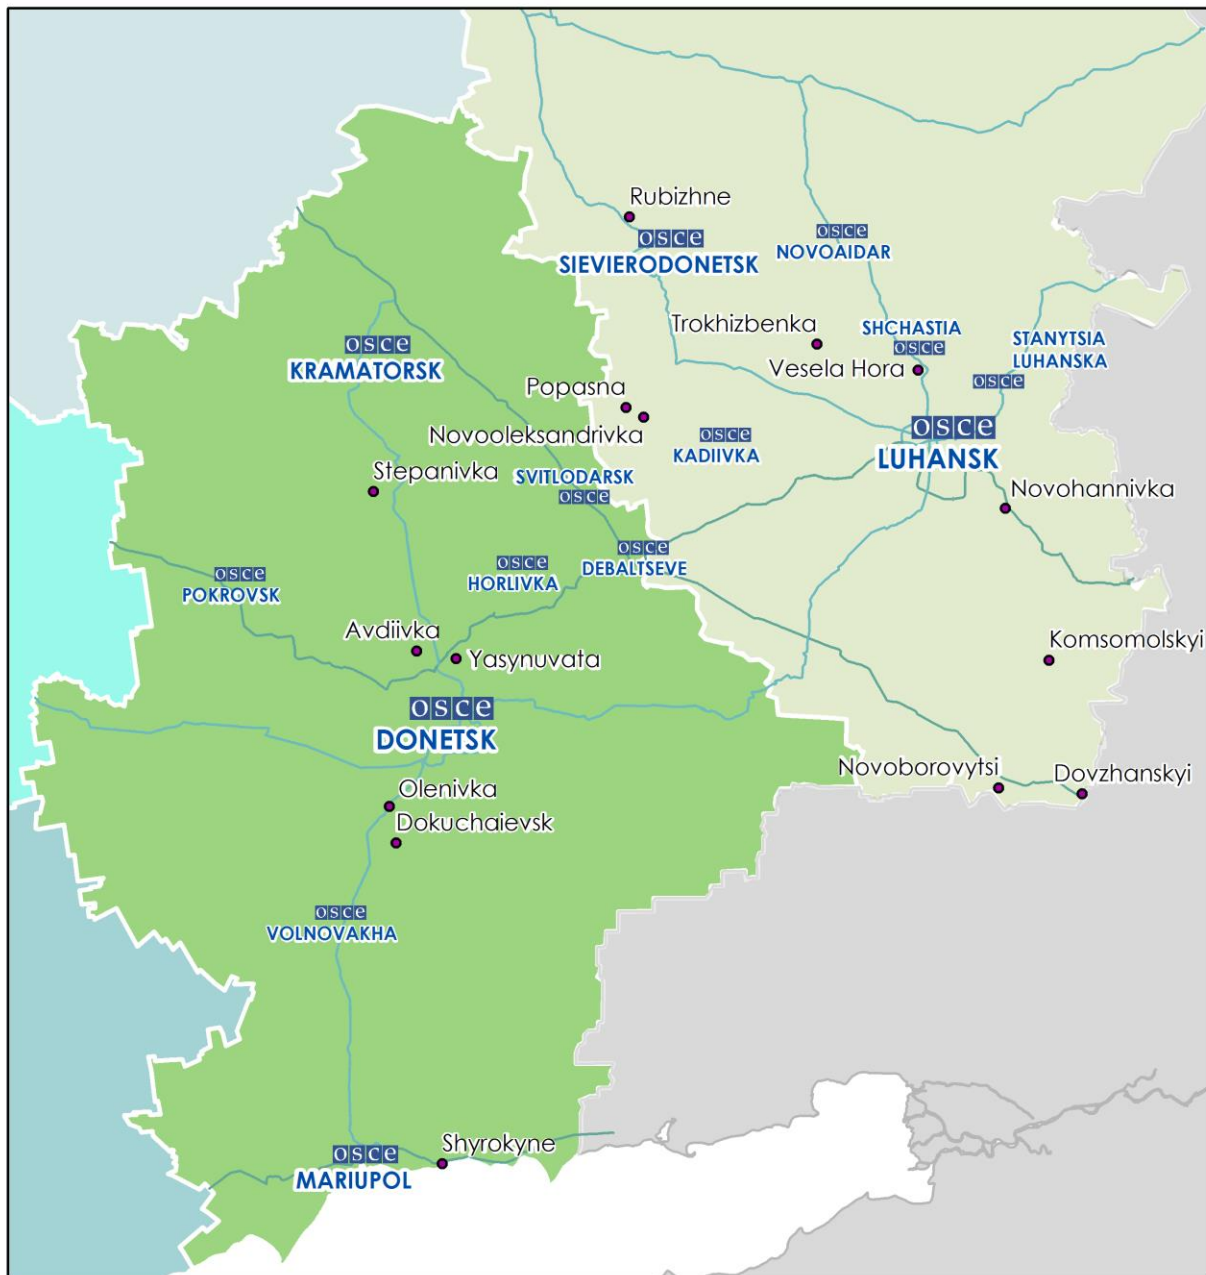 Rubizhne
osce
SIEVIERODONETSK
osce
NOVOAIDAR
Trokhizbenka
SHCHASTIA
osce
Vesela Hora
STANYTSIA
LUHANSKA
osce
osce
KRAMATORSK
Popasna
Novooleksandrivka
osce
KADIIVKA
osce
LUHANSK
Stepanivka
SVITLODARSK
osce
Novohannivka
osce
POKROVSK
osce
HORLIVKA
osce
DEBALTSEVE
Avdiivka
Yasynuvata
Komsomolskyi
osce
DONETSK
Olenivka
Dokuchaievsk
Novoborovytsi
Dovzhanskyi
osce
VOLNOVAKHA
osce
MARIUPOL
Shyrokyne